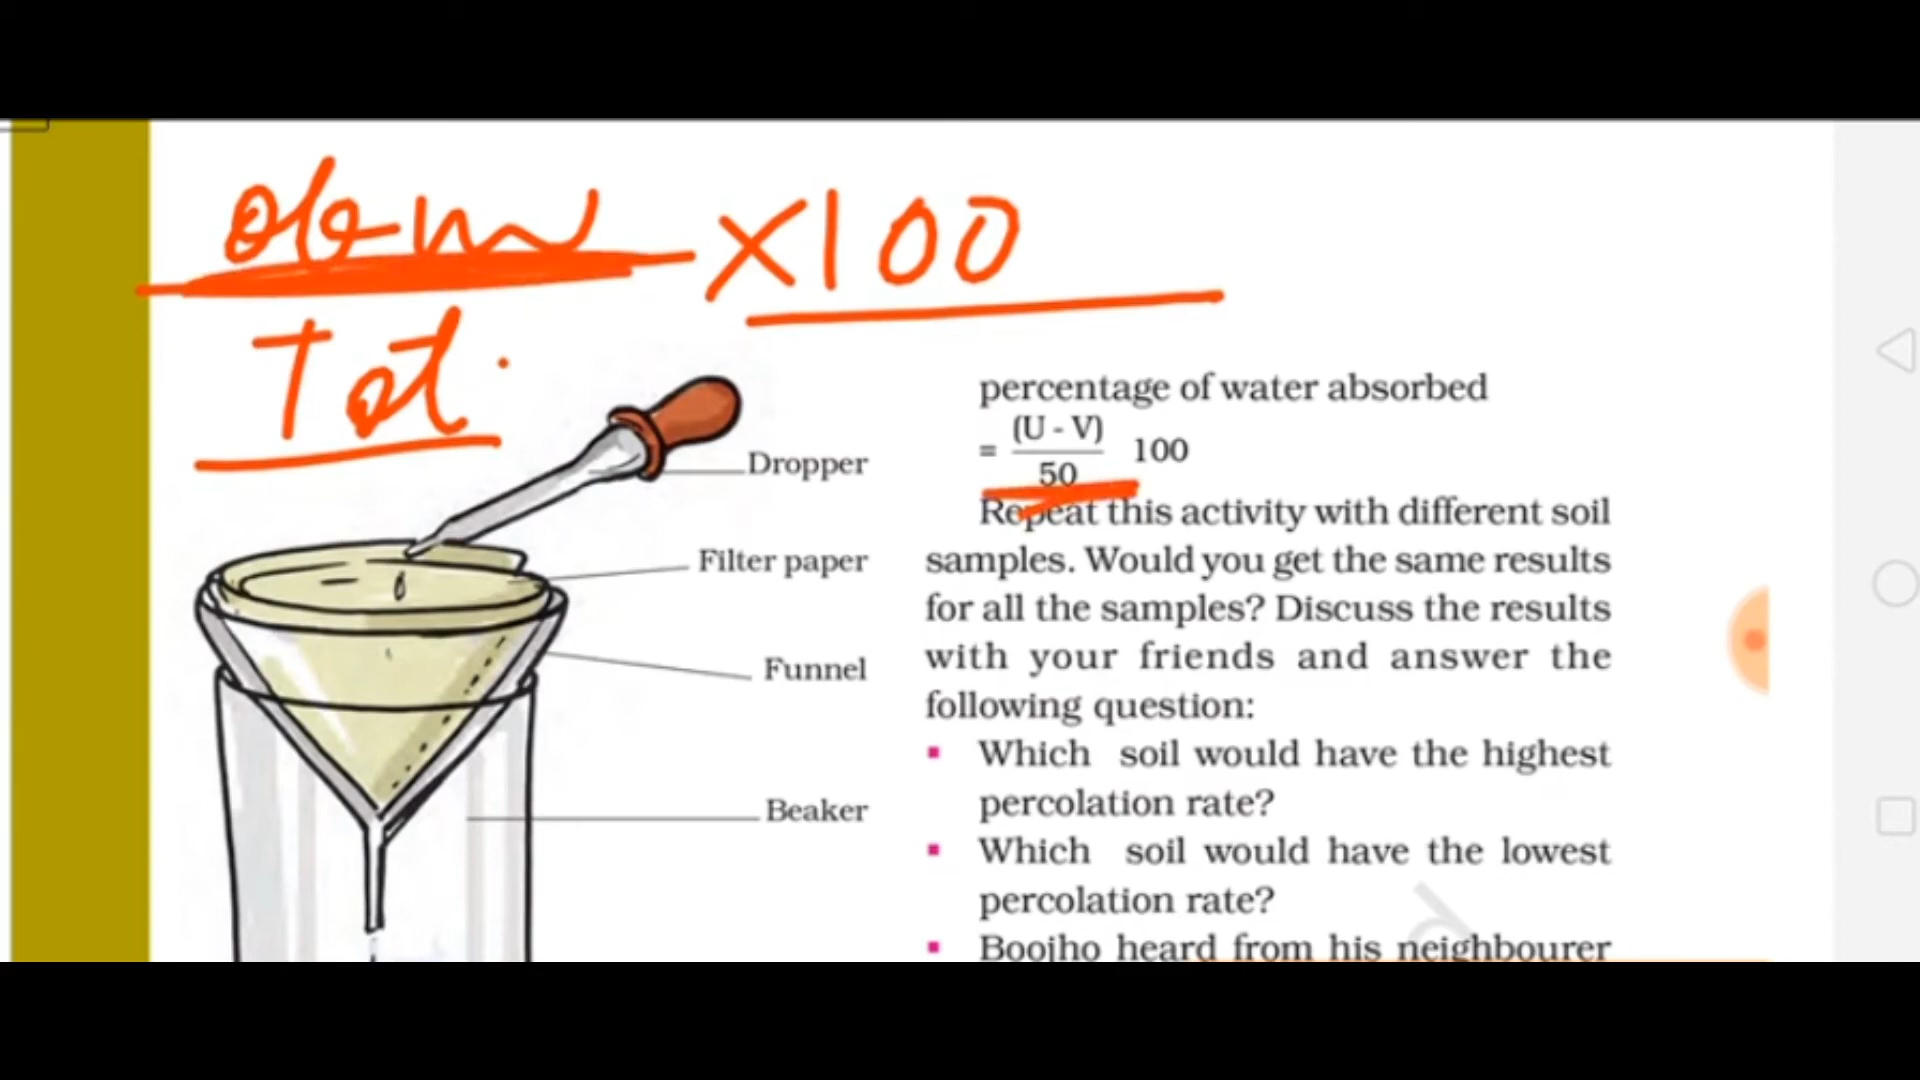 ×100
Tot.
percentage of water absorbed
= (U - V)
50
100
Dropper
Filter paper
Funnel
Beaker
Repeat this activity with different soil
samples. Would you get the same results
for all the samples? Discuss the results
with your friends and answer the
following question:
▪ Which soil would have the highest
percolation rate?
▪ Which soil would have the lowest
percolation rate?
▪ Boojho heard from his neighbourer